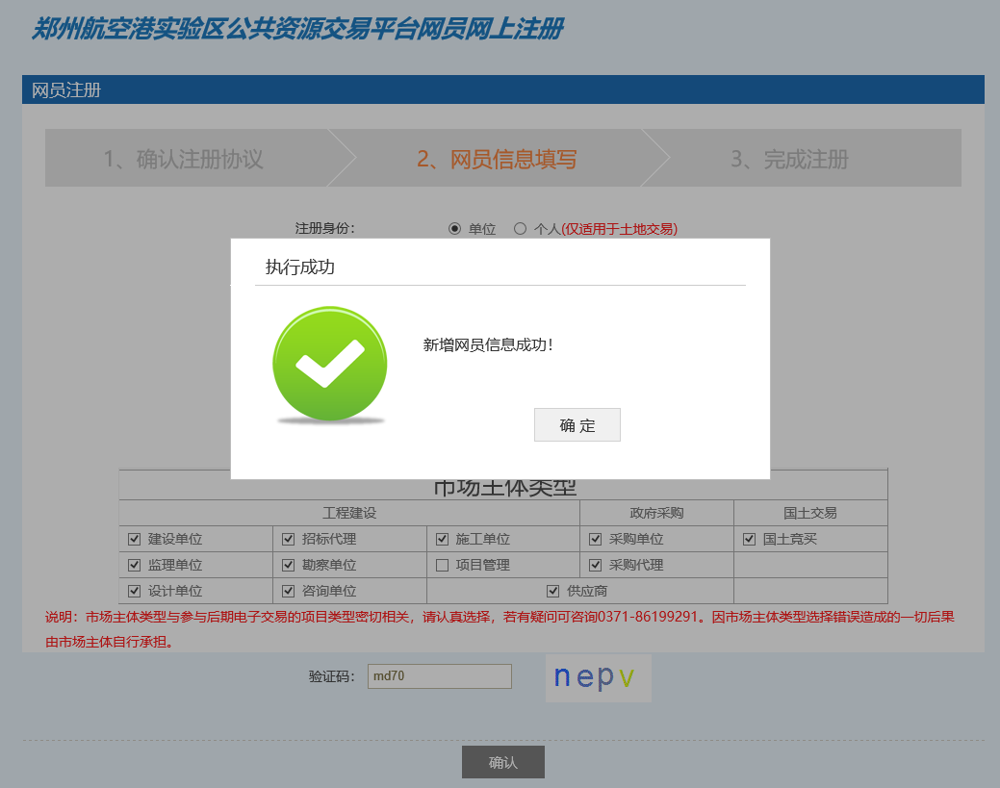 郑州航空港实验区公共资源交易平台网员网上注册
网员注册
1、确认注册协议 2、网员信息填写 3、完成注册
注册身份： 单位 个人(仅适用于土地交易)
执行成功
新增网员信息成功！
确 定
市场主体类型
工程建设 政府采购 国土交易
建设单位 招标代理 施工单位 采购单位 国土竞买
监理单位 勘察单位 项目管理 采购代理
设计单位 咨询单位 供应商
说明：市场主体类型与参与后期电子交易的项目类型密切相关，请认真选择，若有疑问可咨询0371-86199291。因市场主体类型选择错误造成的一切后果
由市场主体自行承担。
验证码： md70 nepv
确认